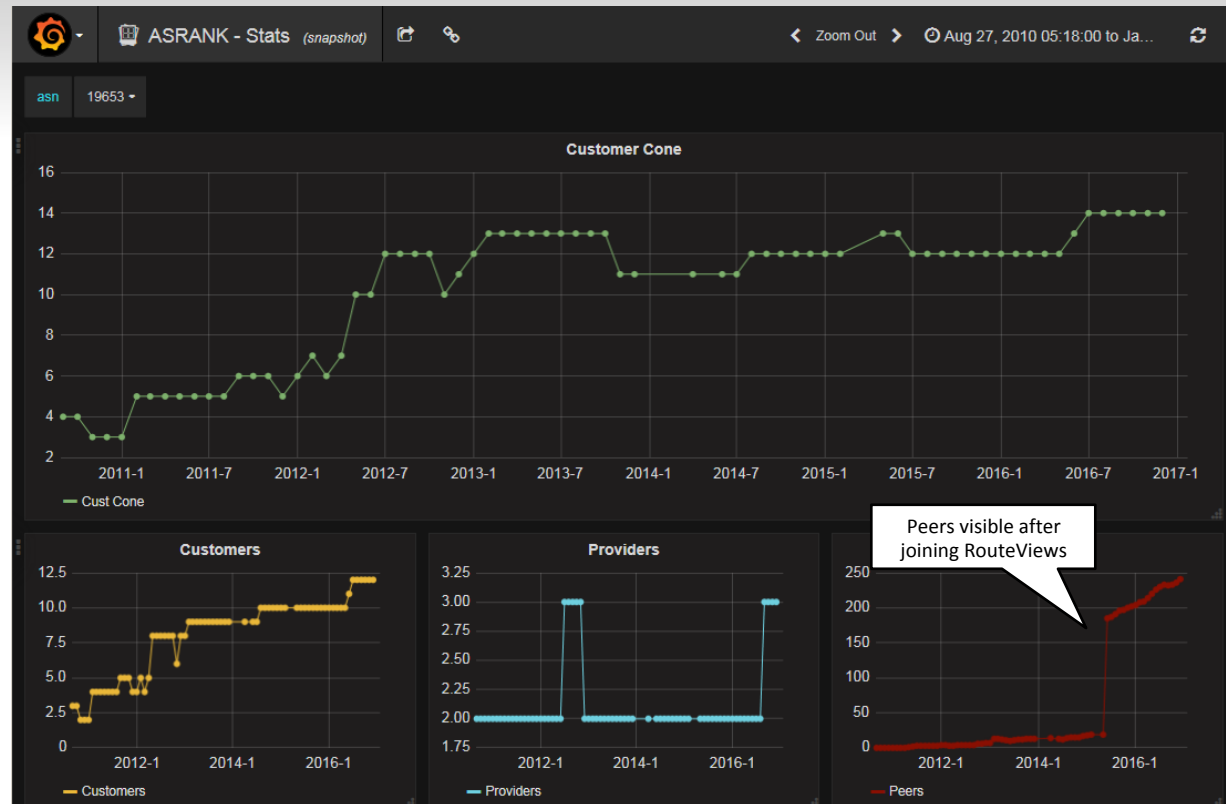 ASRANK - Stats (snapshot)
Zoom Out
Aug 27, 2010 05:18:00 to Ja...
asn 19653
Customer Cone
16
14
12
10
8
6
4
2
2011-1 2011-7 2012-1 2012-7 2013-1 2013-7 2014-1 2014-7 2015-1 2015-7 2016-1 2016-7 2017-1
Cust Cone
Customers
12.5
10.0
7.5
5.0
2.5
0
2012-1 2014-1 2016-1
Customers
Providers
3.25
3.00
2.75
2.50
2.25
2.00
1.75
2012-1 2014-1 2016-1
Providers
Peers visible after
joining RouteViews
250
200
150
100
50
0
2012-1 2014-1 2016-1
Peers